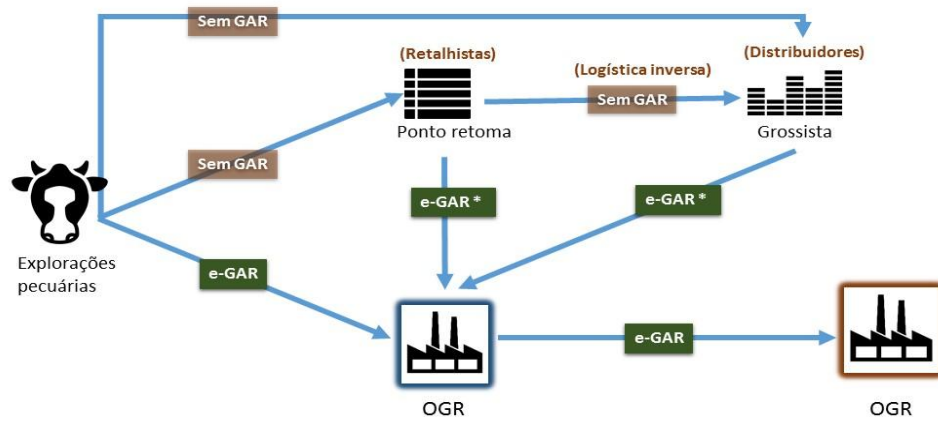 Sem GAR
(Retalhistas)
(Logística inversa)
(Distribuidores)
Sem GAR
Ponto retoma
Grossista
Sem GAR
e-GAR *
e-GAR *
Explorações
pecuárias
e-GAR
e-GAR
OGR
OGR